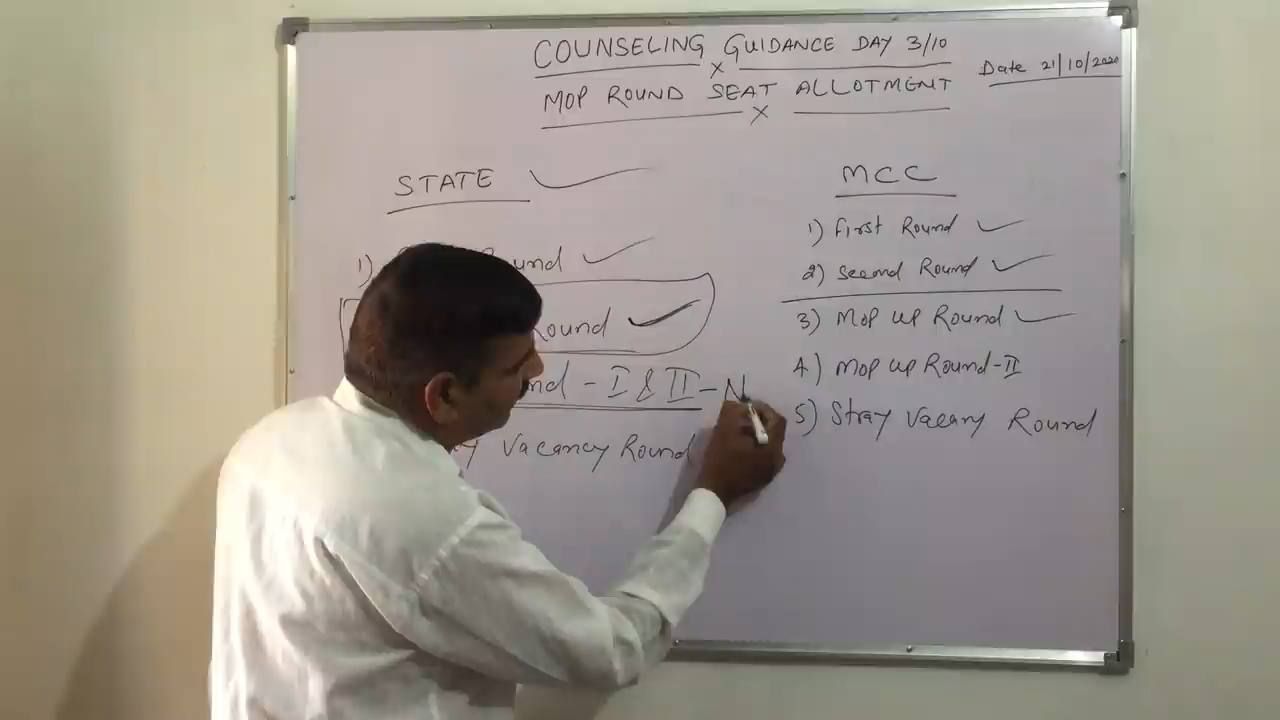 COUNSELING GUIDANCE DAY 3/10
Date 21/10/2020
MOP ROUND SEAT ALLOTMENT
STATE
1) Round
Round
Round - I & II - N
Vacancy Round
MCC
1) First Round
2) Second Round
3) Mop up Round
4) Mop up Round-II
5) Stray Vacany Round